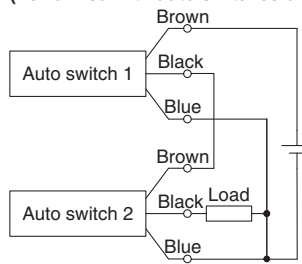 Brown
Auto switch 1
Black
Blue
Brown
Auto switch 2
Black Load
Blue